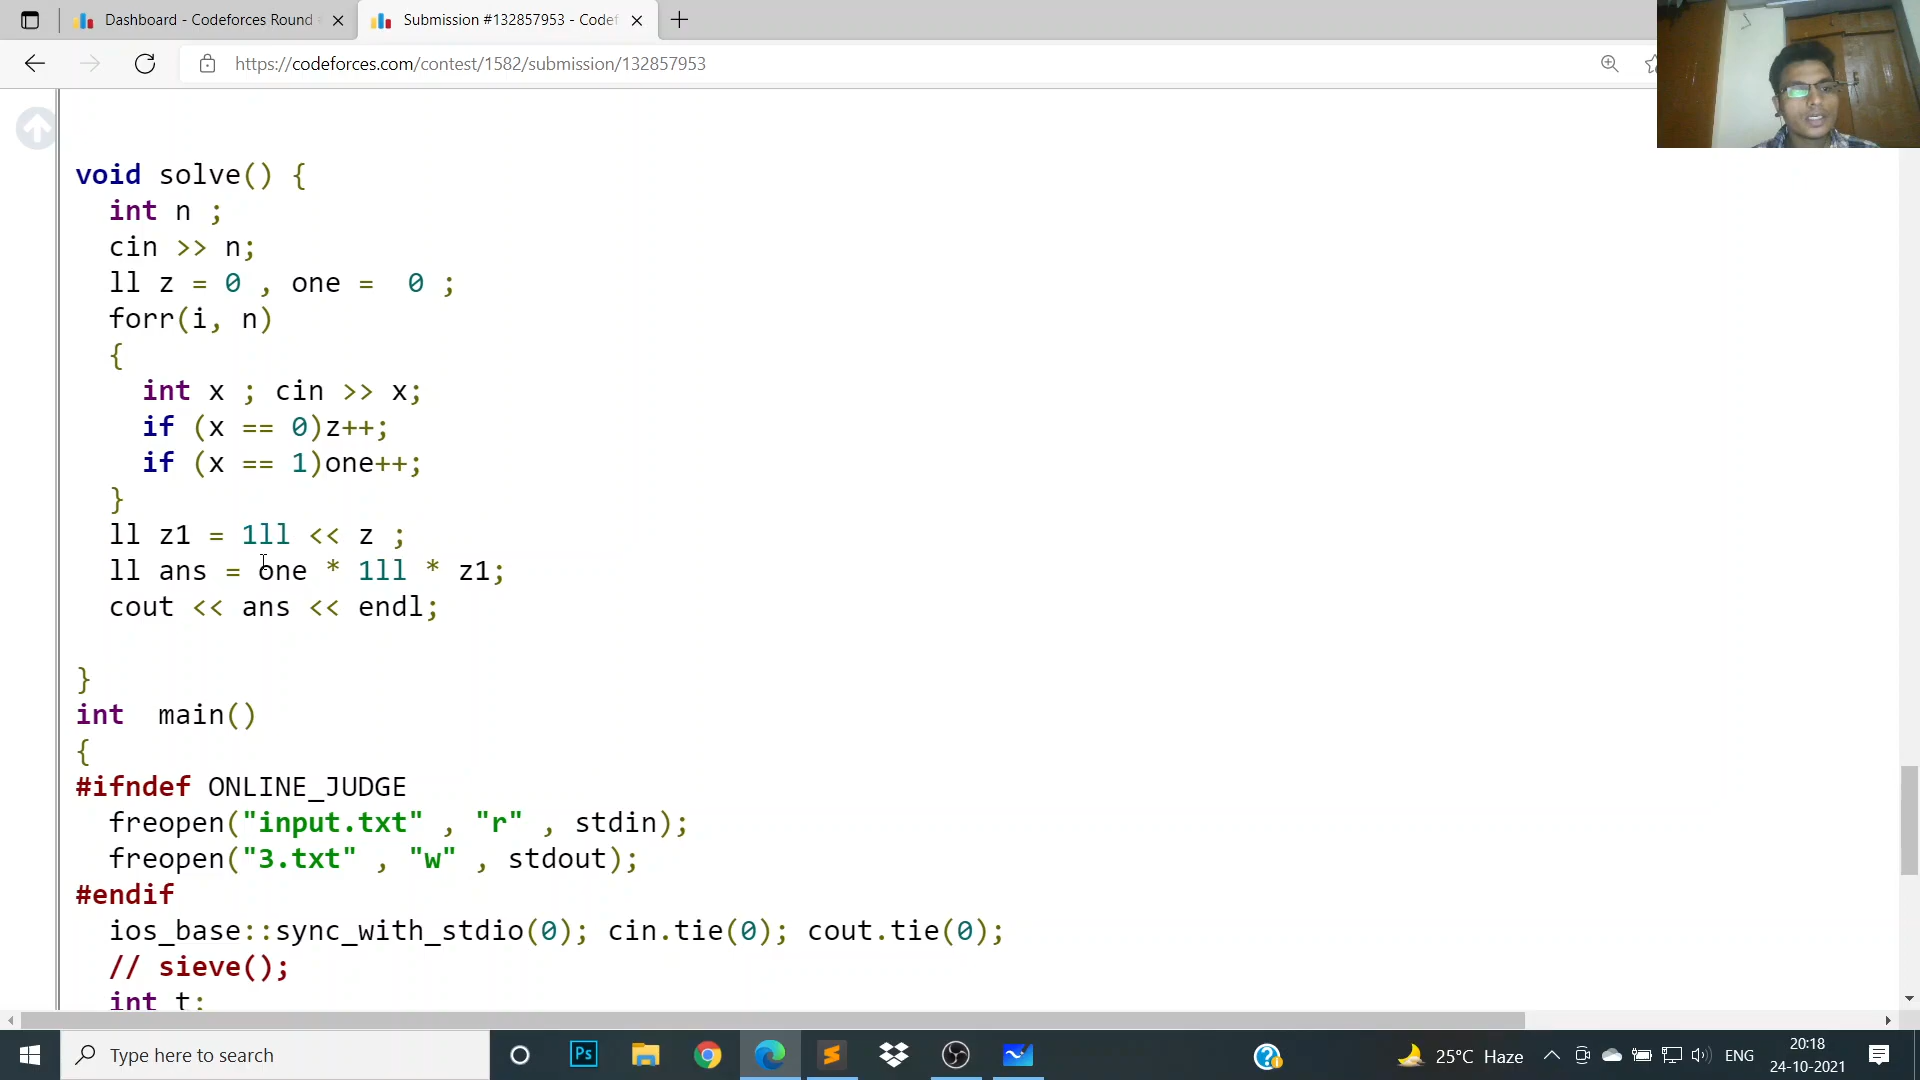 Dashboard - Codeforces Round
Submission #132857953 - Codef
https://codeforces.com/contest/1582/submission/132857953
void solve() {
int n ;
cin >> n;
ll z = 0 , one =  0 ;
forr(i, n)
{
int x ; cin >> x;
if (x == 0)z++;
if (x == 1)one++;
}
ll z1 = 1ll << z ;
ll ans = one * 1ll * z1;
cout << ans << endl;
}
int  main()
{
#ifndef ONLINE_JUDGE
freopen("input.txt" , "r" , stdin);
freopen("3.txt" , "w" , stdout);
#endif
ios_base::sync_with_stdio(0); cin.tie(0); cout.tie(0);
// sieve();
int t;
Type here to search
Ps
25°C Haze
ENG
20:18
24-10-2021